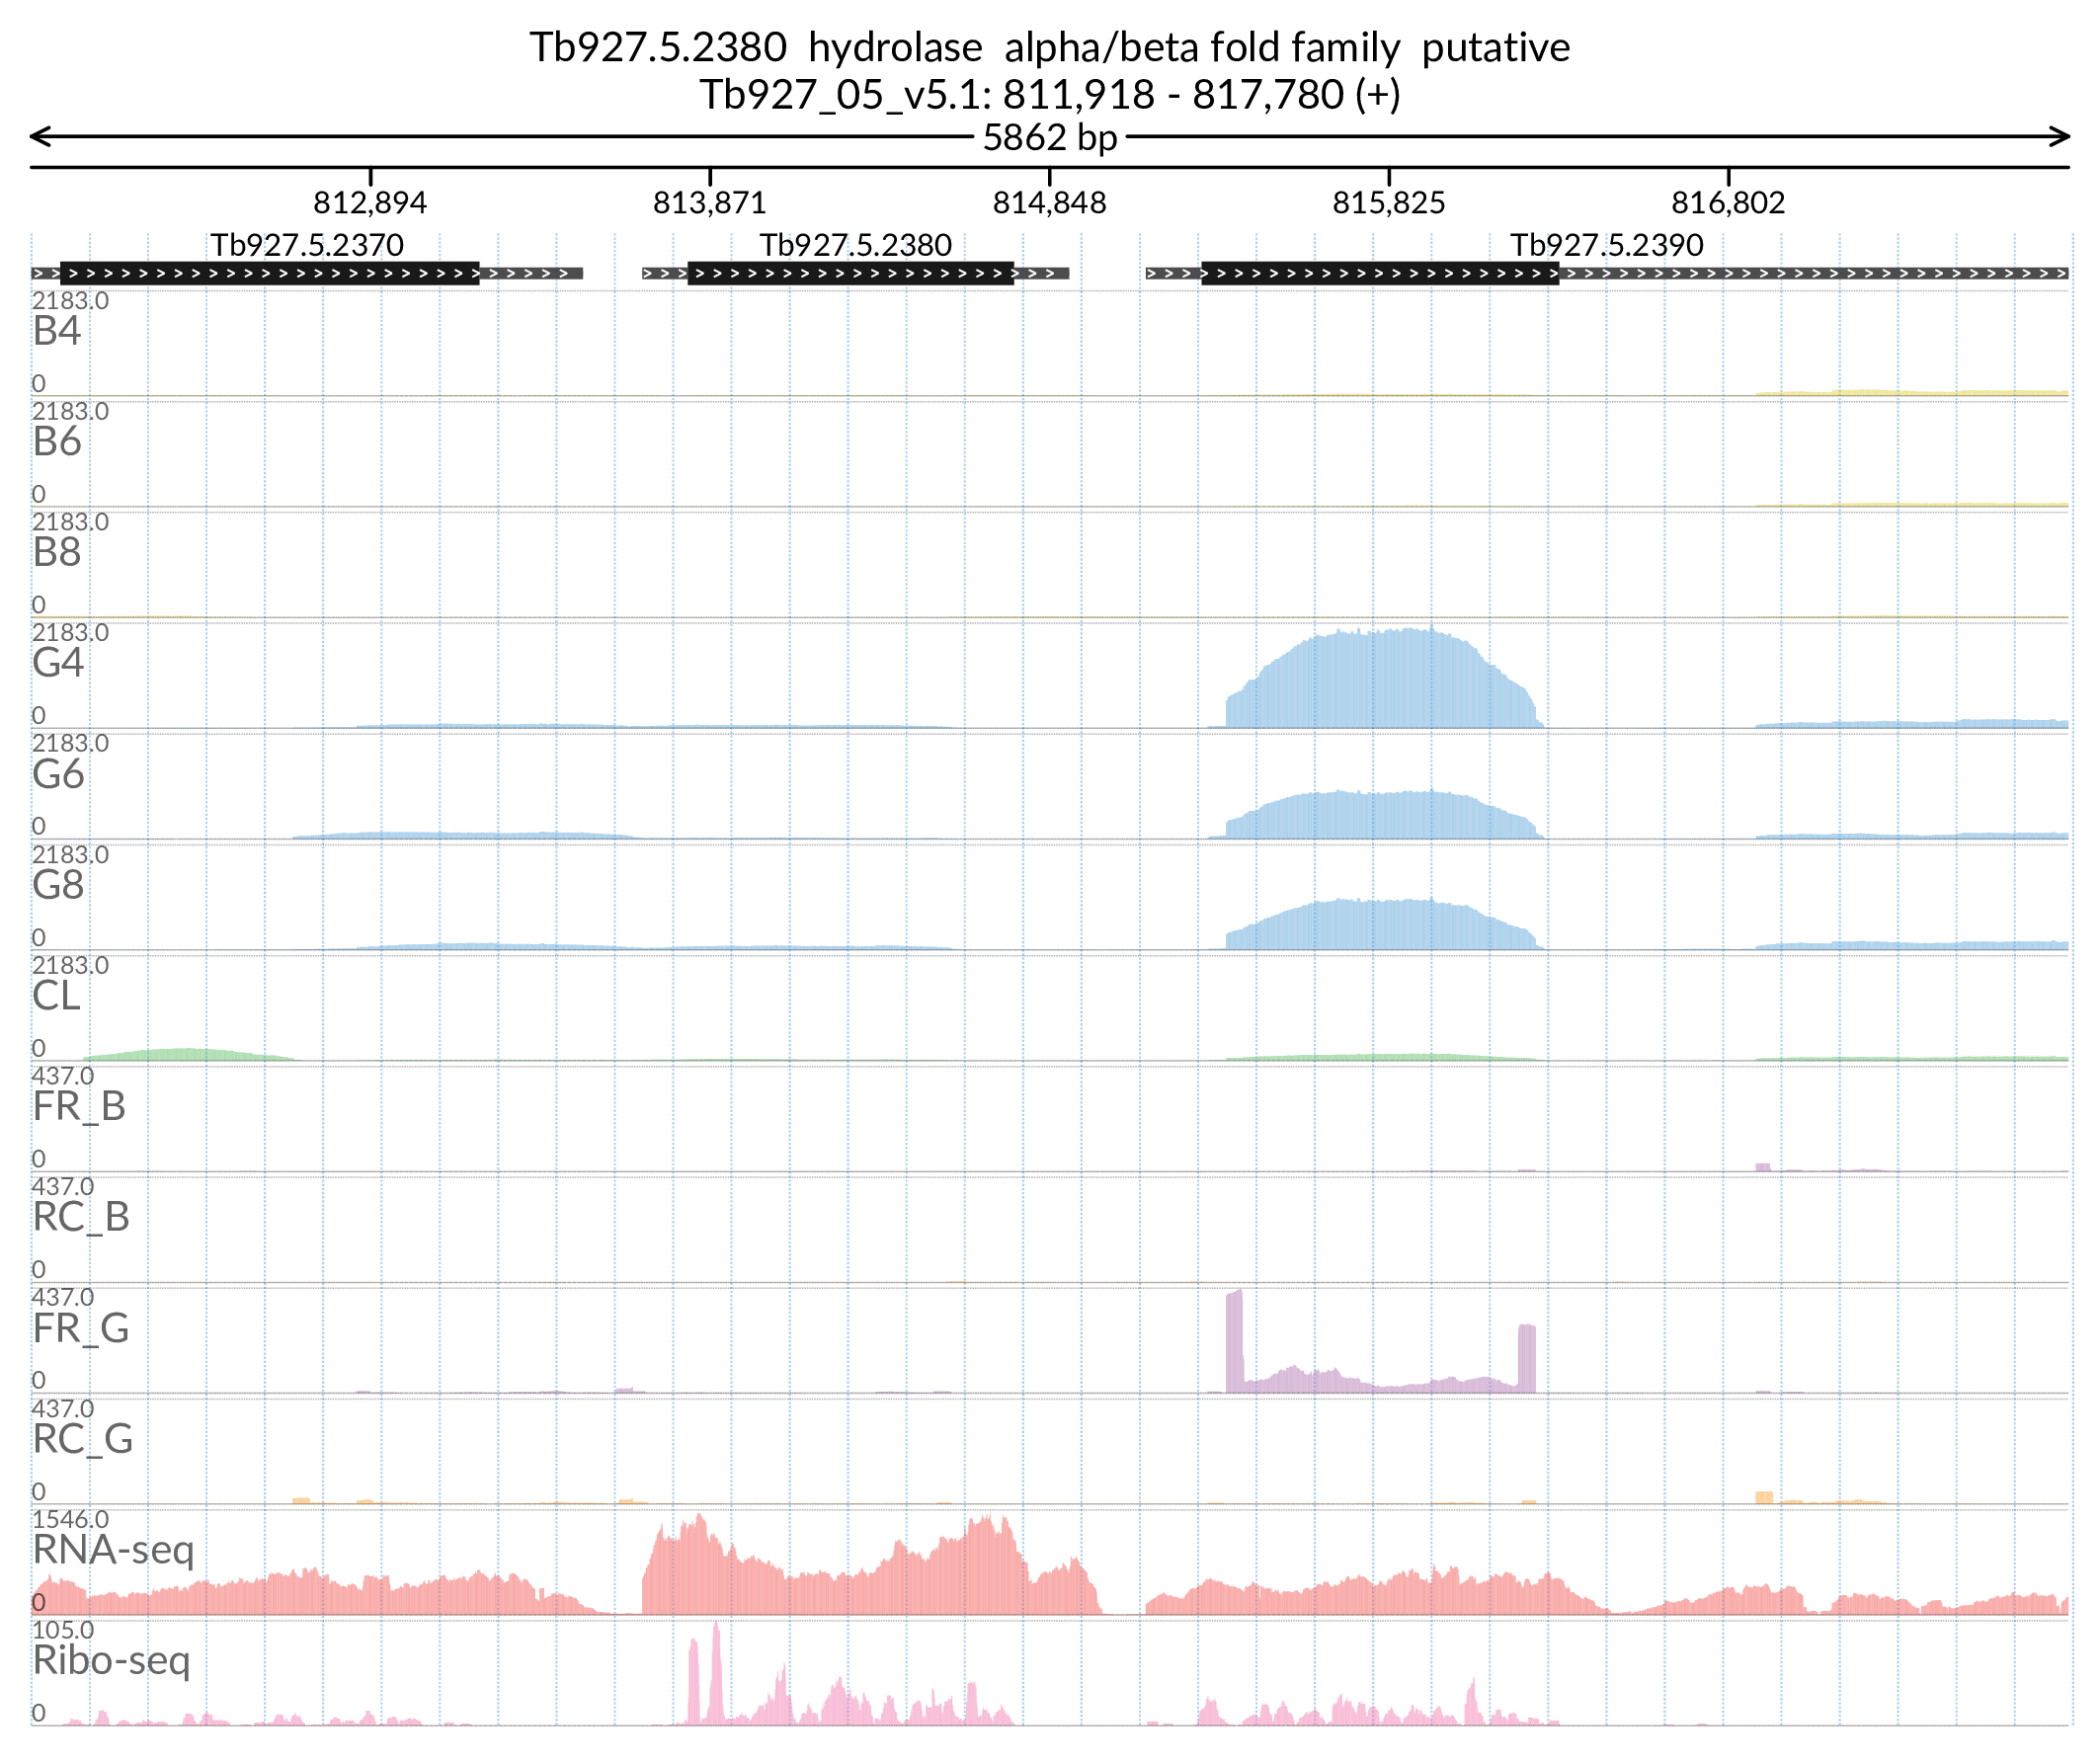 Tb927.5.2380 hydrolase alpha/beta fold family putative
Tb927_05_v5.1: 811,918 - 817,780 (+)
5862 bp
812,894 813,871 814,848 815,825 816,802
Tb927.5.2370 Tb927.5.2380 Tb927.5.2390
2183.0
B4
0
2183.0
B6
0
2183.0
B8
0
2183.0
G4
0
2183.0
G6
0
2183.0
G8
0
2183.0
CL
0
437.0
FR_B
0
437.0
RC_B
0
437.0
FR_G
0
437.0
RC_G
0
1546.0
RNA-seq
0
105.0
Ribo-seq
0